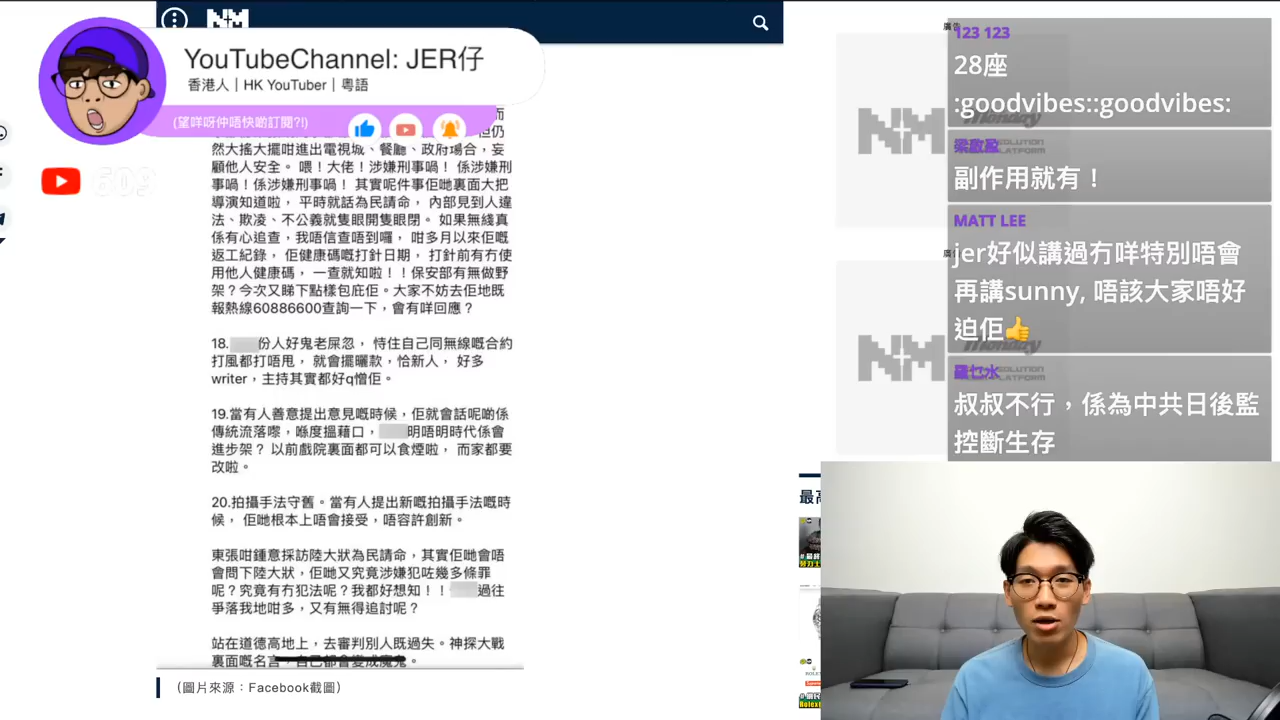 NM
YouTubeChannel: JER仔
香港人 | HK YouTuber | 粵語
(望咩呀仲唔快啲訂閱?!)
609
然大搖大擺咁進出電視城、餐廳、政府場合，妄
顧他人安全。 喂！大佬！涉嫌刑事喎！ 係涉嫌刑
事喎！係涉嫌刑事喎！ 其實呢件事佢哋裏面大把
導演知道啦， 平時就話為民請命， 內部見到人違
法、欺凌、不公義就隻眼開隻眼閉。 如果無綫真
係有心追查，我唔信查唔到囉， 咁多月以來佢嘅
返工紀錄， 佢健康碼嘅打針日期， 打針前有冇使
用他人健康碼， 一查就知啦！！保安部有無做野
架？今次又睇下點樣包庇佢。大家不妨去佢地既
報熱線60886600查詢一下，會有咩回應？
18. 份人好鬼老屎忽， 恃住自己同無線嘅合約
打風都打唔甩， 就會擺曬款，恰新人， 好多
writer，主持其實都好q憎佢。
19.當有人善意提出意見嘅時候，佢就會話呢啲係
傳統流落嚟，喺度搵藉口， 明唔明時代係會
進步架？ 以前戲院裏面都可以食煙啦， 而家都要
改啦。
20.拍攝手法守舊。當有人提出新嘅拍攝手法嘅時
候， 佢哋根本上唔會接受，唔容許創新。
東張咁鍾意採訪陸大狀為民請命，其實佢哋會唔
會問下陸大狀，佢哋又究竟涉嫌犯咗幾多條罪
呢？究竟有冇犯法呢？我都好想知！！ 過往
爭落我地咁多，又有無得追討呢？
站在道德高地上，去審判別人既過失。神探大戰
裏面嘅名言，自己都會變成魔鬼。
(圖片來源：Facebook截圖)
廣告
123 123
28座
:goodvibes::goodvibes:
副作用就有！
MATT LEE
jer好似講過冇咩特別唔會
再講sunny, 唔該大家唔好
迫佢👍
叔叔不行，係為中共日後監
控斷生存
最高